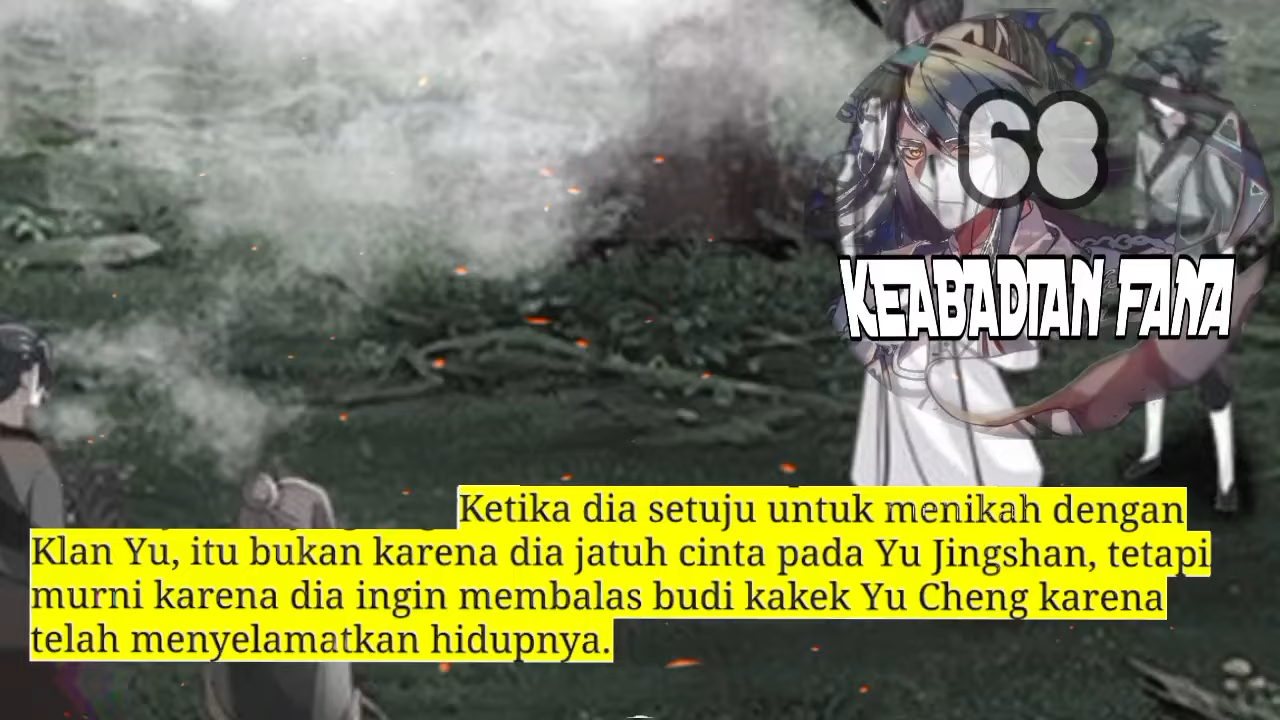 68
KEABADIAN FANA
Ketika dia setuju untuk menikah dengan
Klan Yu, itu bukan karena dia jatuh cinta pada Yu Jingshan, tetapi
murni karena dia ingin membalas budi kakek Yu Cheng karena
telah menyelamatkan hidupnya.